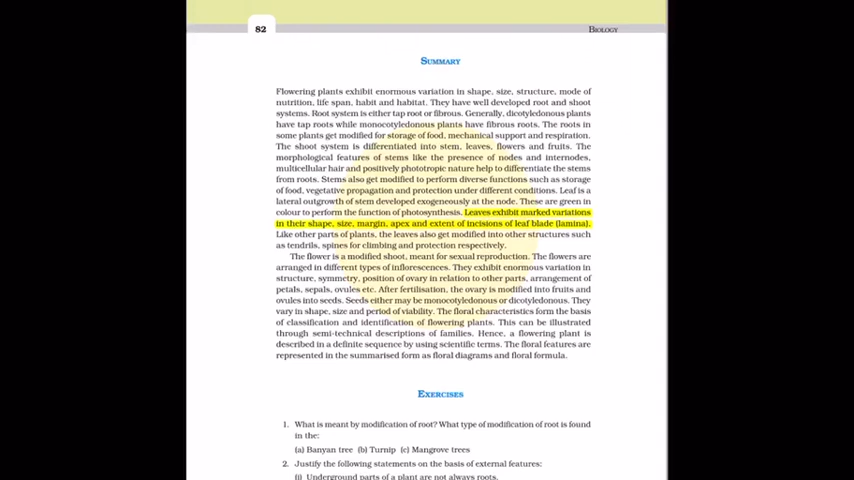 82
Biology
Summary
Flowering plants exhibit enormous variation in shape, size, structure, mode of
nutrition, life span, habit and habitat. They have well developed root and shoot
systems. Root system is either tap root or fibrous. Generally, dicotyledonous plants
have tap roots while monocotyledonous plants have fibrous roots. The roots in
some plants get modified for storage of food, mechanical support and respiration.
The shoot system is differentiated into stem, leaves, flowers and fruits. The
morphological features of stems like the presence of nodes and internodes,
multicellular hair and positively phototropic nature help to differentiate the stems
from roots. Stems also get modified to perform diverse functions such as storage
of food, vegetative propagation and protection under different conditions. Leaf is a
lateral outgrowth of stem developed exogeneously at the node. These are green in
colour to perform the function of photosynthesis. Leaves exhibit marked variations
in their shape, size, margin, apex and extent of incisions of leaf blade (lamina).
Like other parts of plants, the leaves also get modified into other structures such
as tendrils, spines for climbing and protection respectively.
The flower is a modified shoot, meant for sexual reproduction. The flowers are
arranged in different types of inflorescences. They exhibit enormous variation in
structure, symmetry, position of ovary in relation to other parts, arrangement of
petals, sepals, ovules etc. After fertilisation, the ovary is modified into fruits and
ovules into seeds. Seeds either may be monocotyledonous or dicotyledonous. They
vary in shape, size and period of viability. The floral characteristics form the basis
of classification and identification of flowering plants. This can be illustrated
through semi-technical descriptions of families. Hence, a flowering plant is
described in a definite sequence by using scientific terms. The floral features are
represented in the summarised form as floral diagrams and floral formula.
Exercises
1. What is meant by modification of root? What type of modification of root is found
in the:
(a) Banyan tree (b) Turnip (c) Mangrove trees
2. Justify the following statements on the basis of external features:
(i) Underground parts of a plant are not always roots.